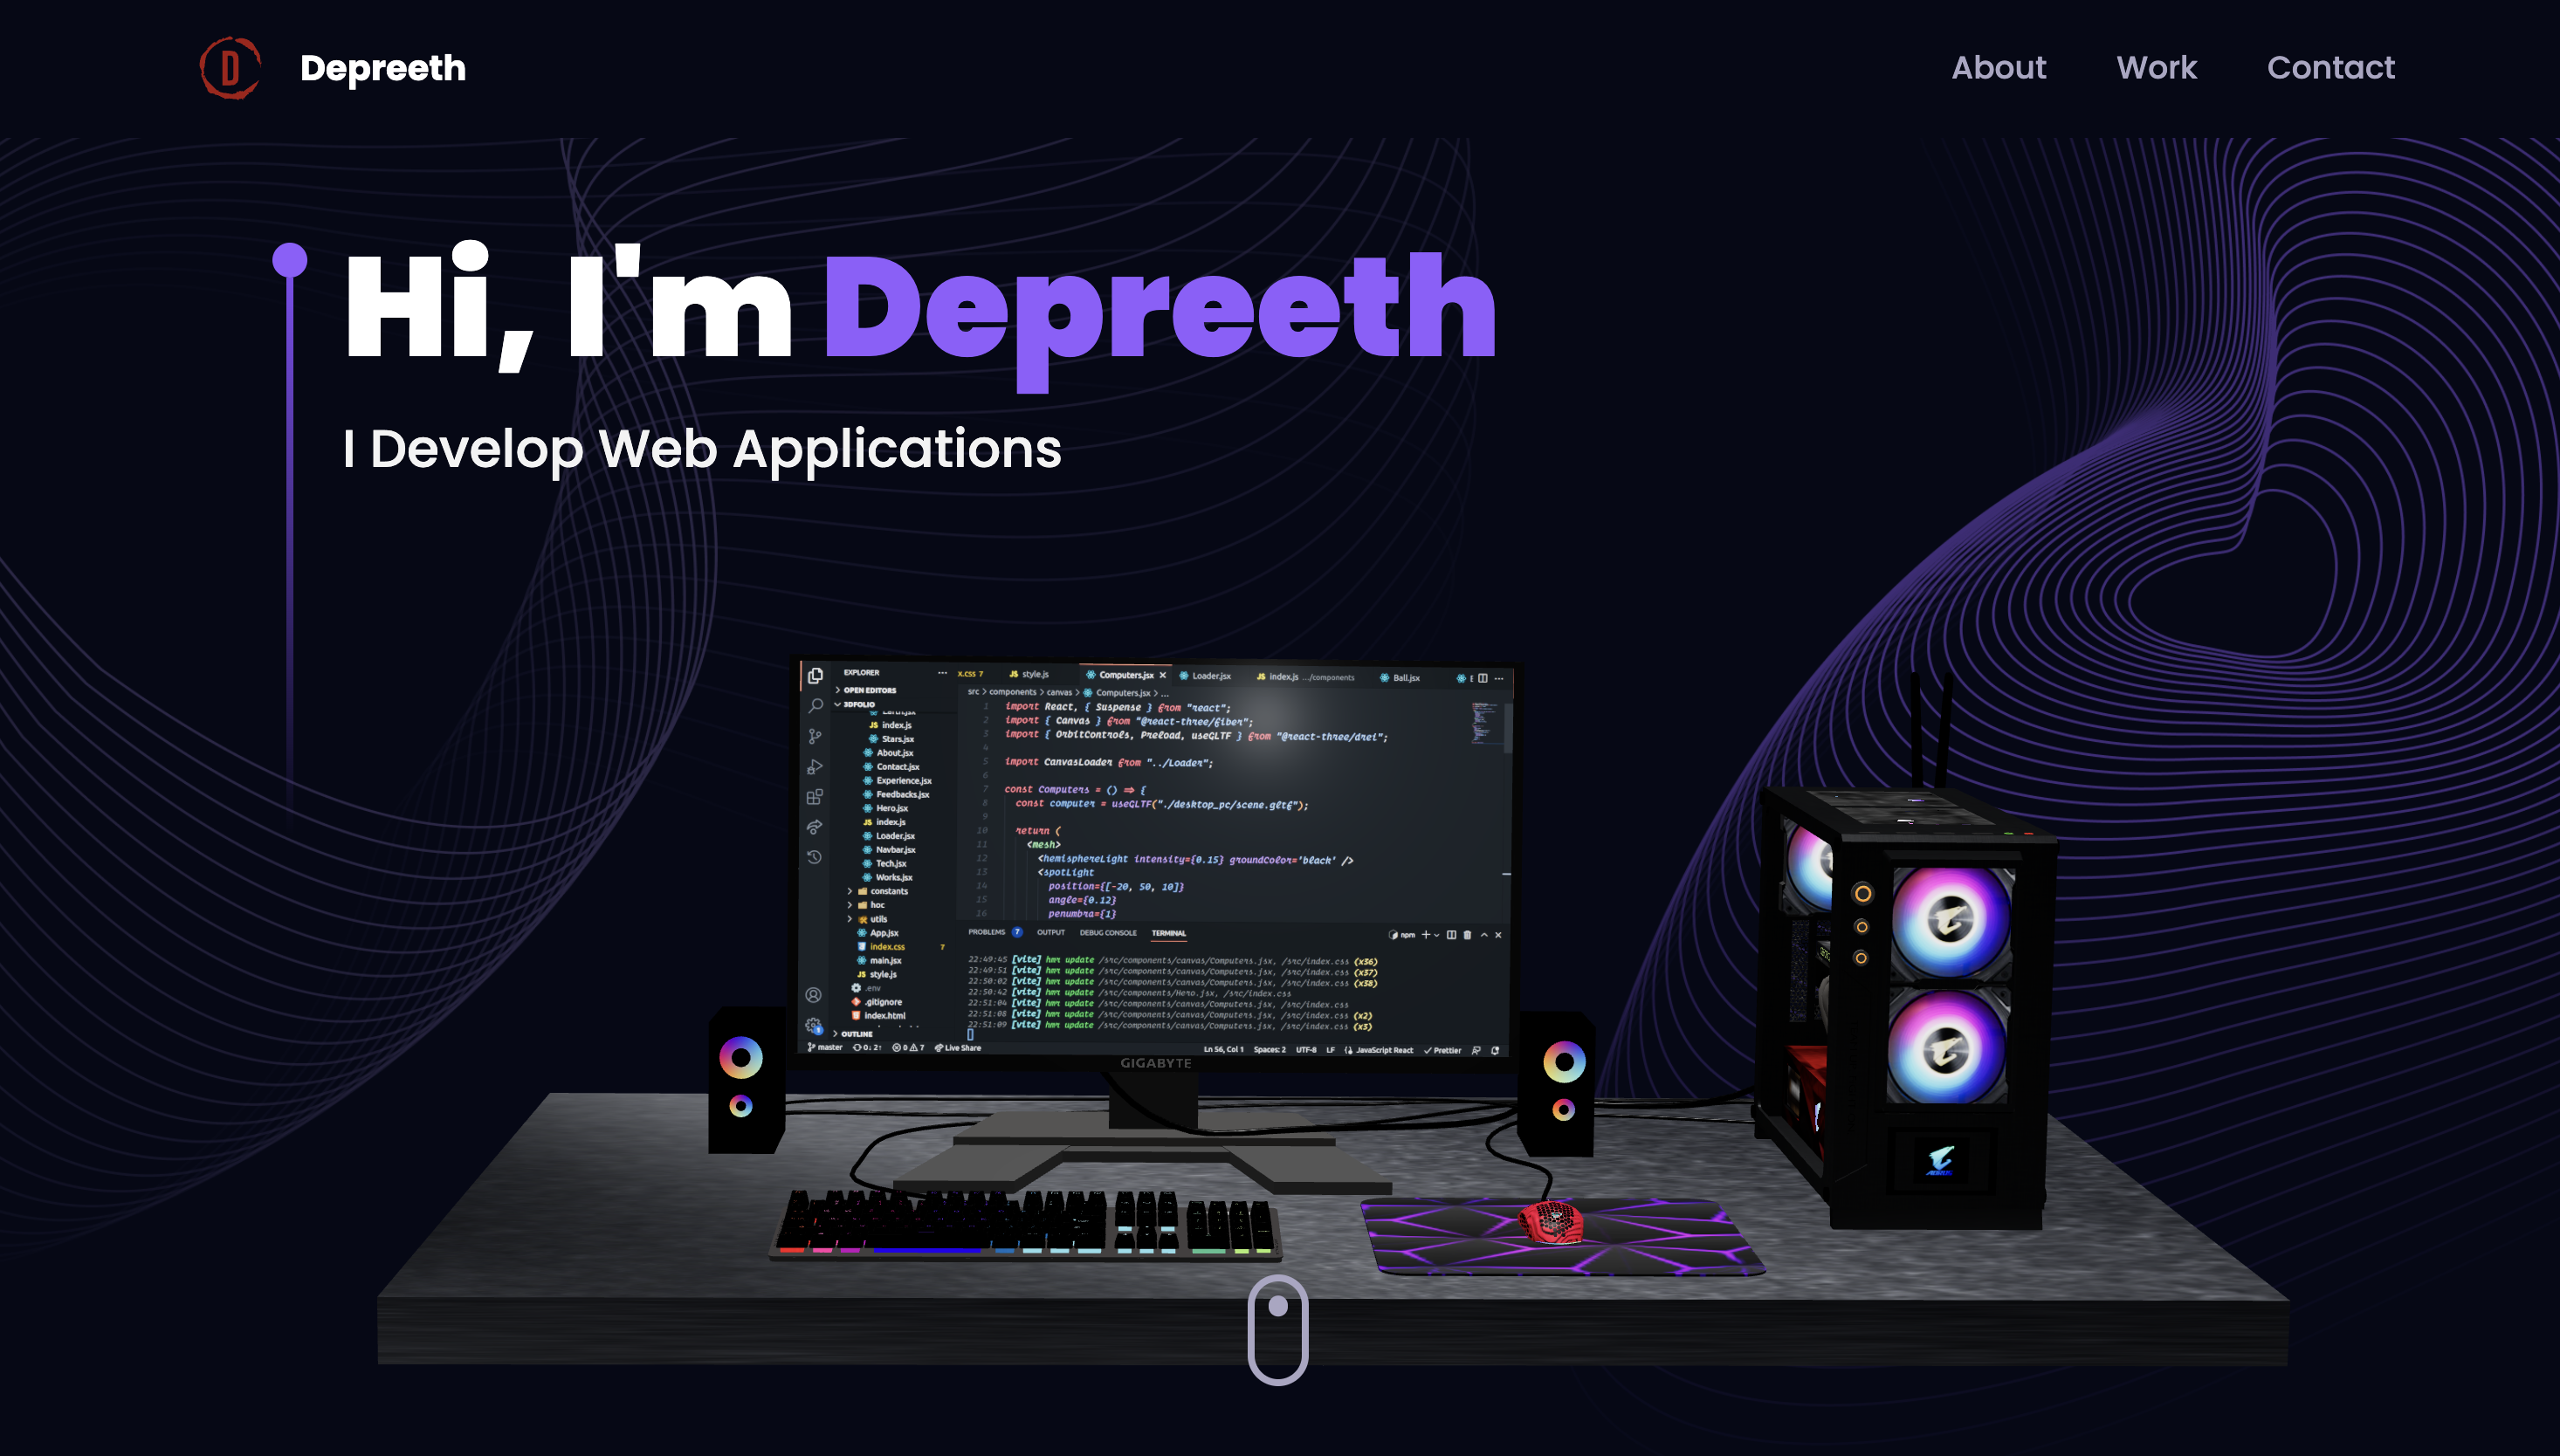 D
Depreeth
About Work Contact
Hi, I'm Depreeth
I Develop Web Applications
EXPLORER
OPEN EDITORS
3DFOLIO
index.js
Stars.jsx
About.jsx
Contact.jsx
Experience.jsx
Feedbacks.jsx
Hero.jsx
index.js
Loader.jsx
Navbar.jsx
Tech.jsx
Works.jsx
constants
hoc
utils
App.jsx
index.css 7
main.jsx
style.js
.env
.gitignore
index.html
OUTLINE
x.css 7 JS style.js Computers.jsx Loader.jsx JS index.js .../components Ball.jsx
src > components > canvas > Computers.jsx > ...
1 import React, { Suspense } from "react";
2 import { Canvas } from "@react-three/fiber";
3 import { OrbitControls, Preload, useGLTF } from "@react-three/drei";
4
5 import CanvasLoader from "../Loader";
6
7 const Computers = () => {
8 const computer = useGLTF("./desktop_pc/scene.gltf");
9
10 return (
11 <mesh>
12 <hemisphereLight intensity={0.15} groundColor='black' />
13 <spotLight
14 position={[-20, 50, 10]}
15 angle={0.12}
16 penumbra={1}
PROBLEMS 7 OUTPUT DEBUG CONSOLE TERMINAL npm
22:49:45 [vite] hmr update /src/components/canvas/Computers.jsx, /src/index.css (x36)
22:49:51 [vite] hmr update /src/components/canvas/Computers.jsx, /src/index.css (x37)
22:50:02 [vite] hmr update /src/components/canvas/Computers.jsx, /src/index.css (x38)
22:50:42 [vite] hmr update /src/components/Hero.jsx, /src/index.css
22:51:04 [vite] hmr update /src/components/canvas/Computers.jsx, /src/index.css
22:51:08 [vite] hmr update /src/components/canvas/Computers.jsx, /src/index.css (x2)
22:51:09 [vite] hmr update /src/components/canvas/Computers.jsx, /src/index.css (x3)
master 0↓ 2↑ 0 7 Live Share Ln 56, Col 1 Spaces: 2 UTF-8 LF JavaScript React Prettier
GIGABYTE
AORUS